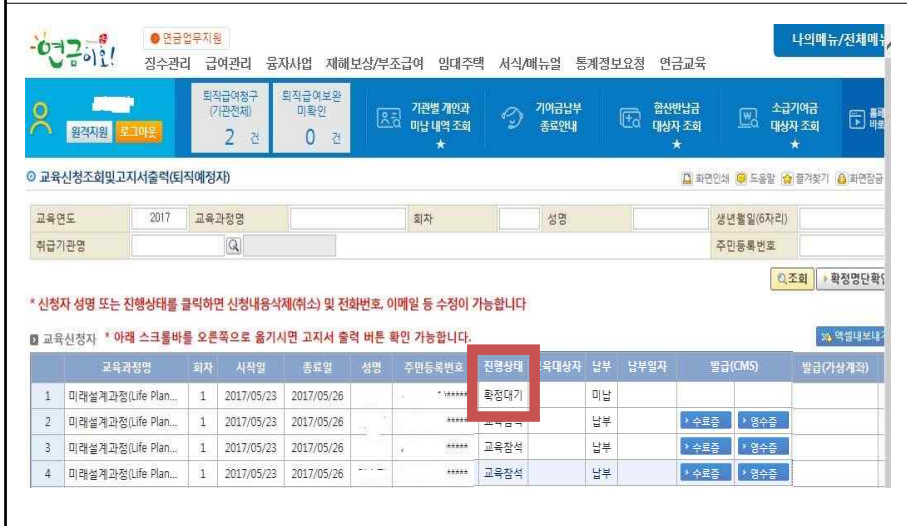 연금이오!
연금업무지원
나의메뉴/전체메뉴
징수관리 급여관리 융자사업 재해보상/부조급여 임대주택 서식/매뉴얼 통계정보요청 연금교육
원격지원 로그아웃
퇴직급여청구 (기관전체)
2 건
퇴직급여보완 미확인
0 건
기관별 개인과
미납 내역 조회
★
기여금납부
종료안내
합산반납금
대상자 조회
★
소급기여금
대상자 조회
★
교육신청조회및고지서출력(퇴직예정자)
화면인쇄 도움말 즐겨찾기 화면잠금
교육연도 2017 교육과정명 회차 성명 생년월일(6자리)
취급기관명 주민등록번호
조회 확정명단확인
* 신청자 성명 또는 진행상태를 클릭하면 신청내용삭제(취소) 및 전화번호, 이메일 등 수정이 가능합니다
교육신청자 * 아래 스크롤바를 오른쪽으로 옮기시면 고지서 출력 버튼 확인 가능합니다.
엑셀내보내기
교육과정명 회차 시작일 종료일 성명 주민등록번호 진행상태 교육대상자 납부 납부일자 발급(CMS) 발급(가상계좌)
1 미래설계과정(Life Plan... 1 2017/05/23 2017/05/26 ***** 확정대기 미납
2 미래설계과정(Life Plan... 1 2017/05/23 2017/05/26 ***** 교육참석 납부 수료증 영수증
3 미래설계과정(Life Plan... 1 2017/05/23 2017/05/26 ***** 교육참석 납부 수료증 영수증
4 미래설계과정(Life Plan... 1 2017/05/23 2017/05/26 ***** 교육참석 납부 수료증 영수증